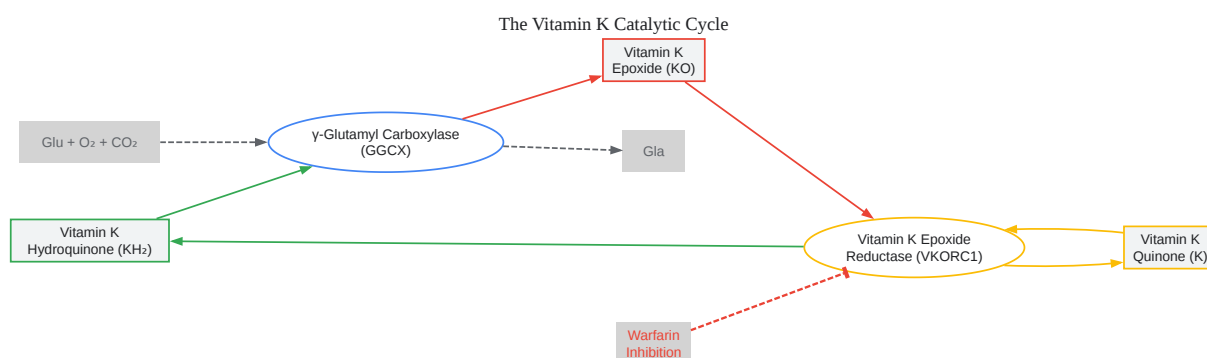 The Vitamin K Catalytic Cycle
Vitamin K
Epoxide (KO)
Glu + O₂ + CO₂
γ-Glutamyl Carboxylase
(GGCX)
Gla
Vitamin K
Hydroquinone (KH₂)
Vitamin K Epoxide
Reductase (VKORC1)
Vitamin K
Quinone (K)
Warfarin
Inhibition